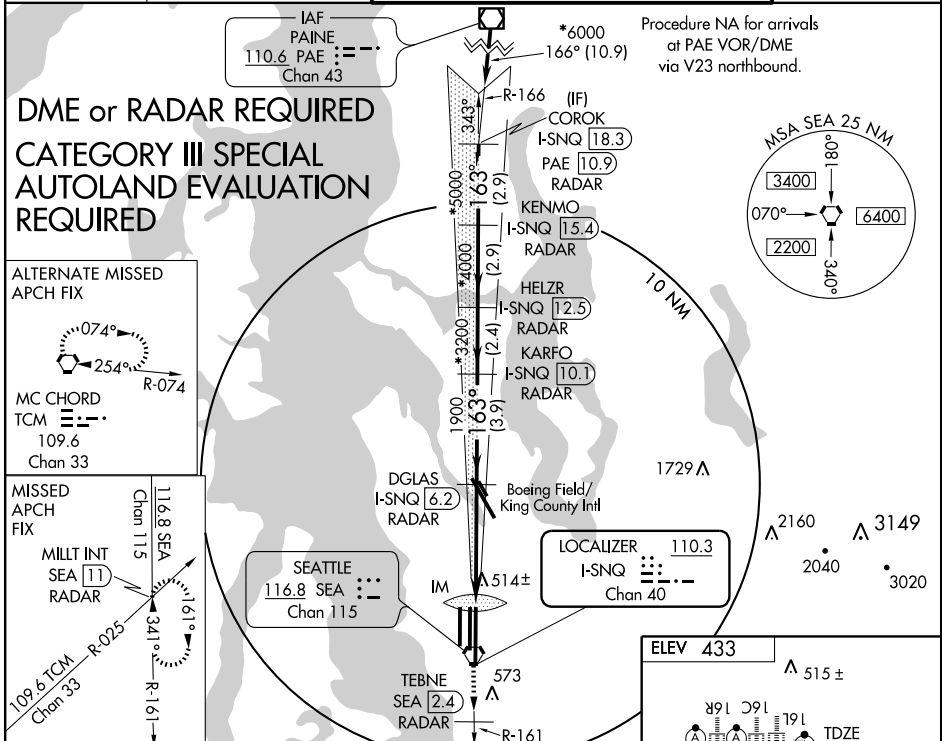 IAF
PAINE
110.6 PAE
Chan 43
*6000
166° (10.9)
Procedure NA for arrivals
at PAE VOR/DME
via V23 northbound.
DME or RADAR REQUIRED
CATEGORY III SPECIAL
AUTOLAND EVALUATION
REQUIRED
R-166
343°
(IF)
COROK
I-SNQ 18.3
PAE 10.9
RADAR
*5000
163°
(2.9)
KENMO
I-SNQ 15.4
RADAR
*4000
(2.9)
HELZR
I-SNQ 12.5
RADAR
*3200
(2.4)
KARFO
I-SNQ 10.1
RADAR
1900
163°
(3.9)
MSA SEA 25 NM
180°
3400
070°
6400
2200
340°
10 NM
ALTERNATE MISSED
APCH FIX
074°
254°
R-074
MC CHORD
TCM
109.6
Chan 33
MISSED
APCH
FIX
116.8 SEA
Chan 115
MILLT INT
SEA 11
RADAR
161°
341°
R-025
109.6 TCM
Chan 33
R-161
DGLAS
I-SNQ 6.2
RADAR
Boeing Field/
King County Intl
1729
2160
3149
2040
3020
SEATTLE
116.8 SEA
Chan 115
IM
514±
LOCALIZER 110.3
I-SNQ
Chan 40
TEBNE
SEA 2.4
RADAR
573
R-161
ELEV 433
515±
16R
16C
16L
A
A
TDZE